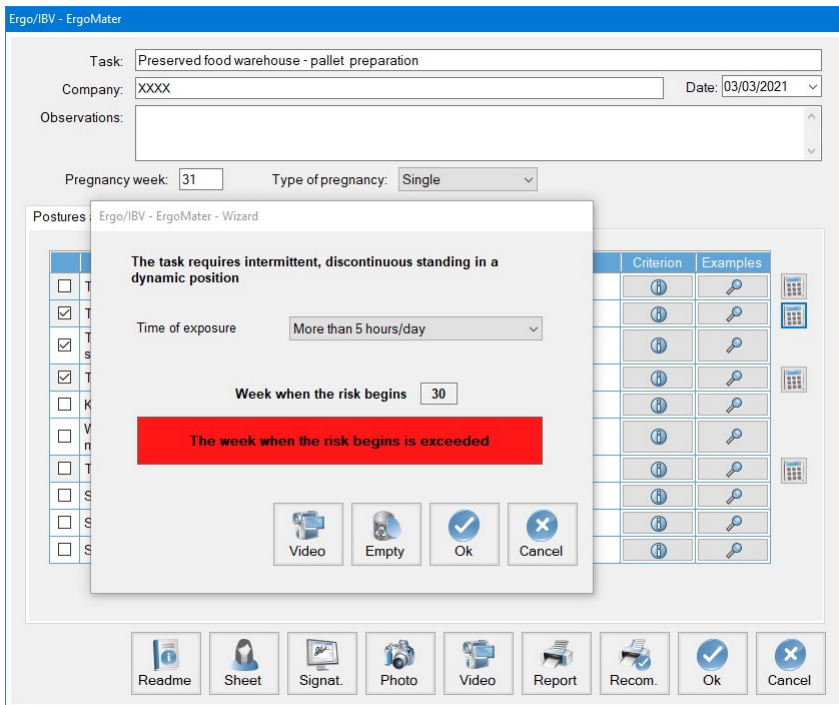 Ergo/IBV - ErgoMater
Task: Preserved food warehouse - pallet preparation
Company: XXXX Date: 03/03/2021
Observations:
Pregnancy week: 31 Type of pregnancy: Single
Postures
Ergo/IBV - ErgoMater - Wizard
The task requires intermittent, discontinuous standing in a
dynamic position
Criterion Examples
T
T
Time of exposure More than 5 hours/day
T
s
T
Week when the risk begins 30
K
W
The week when the risk begins is exceeded
T
S
S
S
Video Empty Ok Cancel
Readme Sheet Signat. Photo Video Report Recom. Ok Cancel